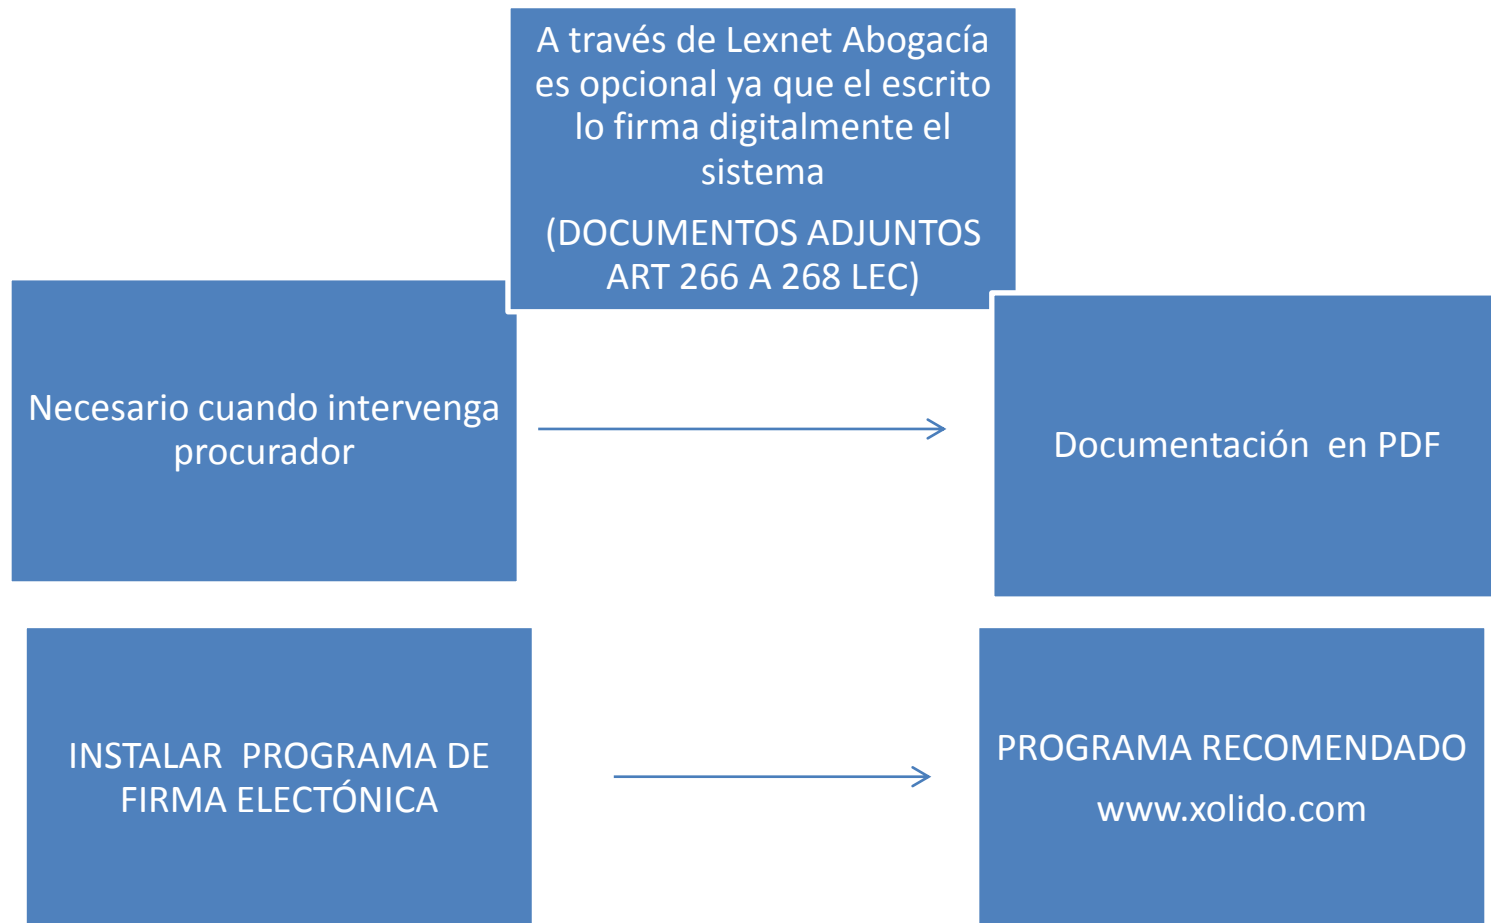 A través de Lexnet Abogacía
es opcional ya que el escrito
lo firma digitalmente el
sistema
(DOCUMENTOS ADJUNTOS
ART 266 A 268 LEC)
Necesario cuando intervenga
procurador
Documentación en PDF
INSTALAR PROGRAMA DE
FIRMA ELECTÓNICA
PROGRAMA RECOMENDADO
www.xolido.com